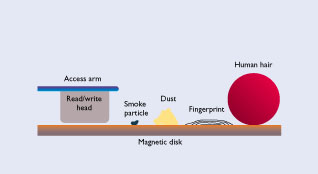 Human hair
Access arm
Read/write
head
Smoke
particle
Dust
Fingerprint
Magnetic disk